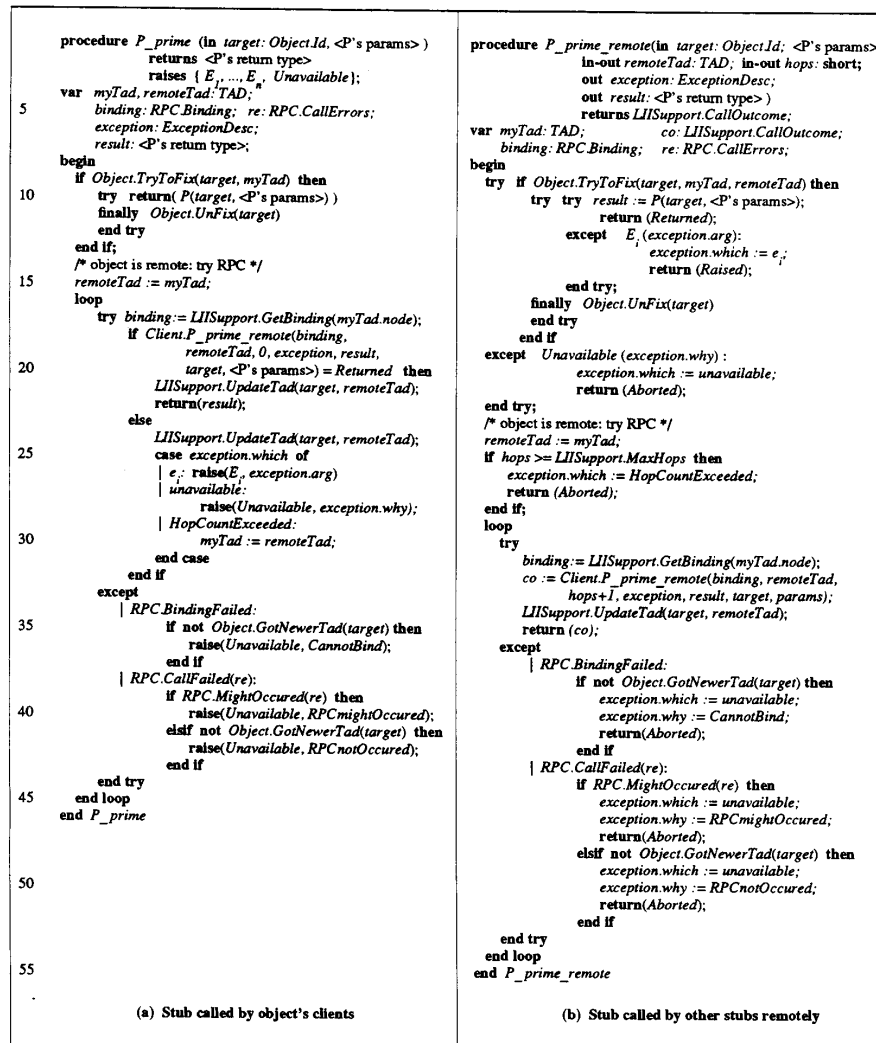 procedure P_prime (in target: Object.Id, <P's params> )
returns <P's return type>
raises { E_1, ..., E_n, Unavailable};
var myTad, remoteTad: TAD;
5 binding: RPC.Binding; re: RPC.CallErrors;
exception: ExceptionDesc;
result: <P's return type>;
begin
if Object.TryToFix(target, myTad) then
10 try return( P(target, <P's params>) )
finally Object.UnFix(target)
end try
end if;
/* object is remote: try RPC */
15 remoteTad := myTad;
loop
try binding:= LIISupport.GetBinding(myTad.node);
if Client.P_prime_remote(binding,
remoteTad, 0, exception, result,
20 target, <P's params>) = Returned then
LIISupport.UpdateTad(target, remoteTad);
return(result);
else
LIISupport.UpdateTad(target, remoteTad);
25 case exception.which of
| e_i: raise(E_i, exception.arg)
| unavailable:
raise(Unavailable, exception.why);
| HopCountExceeded:
30 myTad := remoteTad;
end case
end if
except
| RPC.BindingFailed:
35 if not Object.GotNewerTad(target) then
raise(Unavailable, CannotBind);
end if
| RPC.CallFailed(re):
if RPC.MightOccured(re) then
40 raise(Unavailable, RPCmightOccured);
elsif not Object.GotNewerTad(target) then
raise(Unavailable, RPCnotOccured);
end if
end try
45 end loop
end P_prime
50
55
(a) Stub called by object's clients
procedure P_prime_remote(in target: Object.Id; <P's params>
in-out remoteTad: TAD; in-out hops: short;
out exception: ExceptionDesc;
out result: <P's return type> )
returns LIISupport.CallOutcome;
var myTad: TAD; co: LIISupport.CallOutcome;
binding: RPC.Binding; re: RPC.CallErrors;
begin
try if Object.TryToFix(target, myTad, remoteTad) then
try try result := P(target, <P's params>);
return (Returned);
except E_i (exception.arg):
exception.which := e_i;
return (Raised);
end try;
finally Object.UnFix(target)
end try
end if
except Unavailable (exception.why) :
exception.which := unavailable;
return (Aborted);
end try;
/* object is remote: try RPC */
remoteTad := myTad;
if hops >= LIISupport.MaxHops then
exception.which := HopCountExceeded;
return (Aborted);
end if;
loop
try
binding:= LIISupport.GetBinding(myTad.node);
co := Client.P_prime_remote(binding, remoteTad,
hops+1, exception, result, target, params);
LIISupport.UpdateTad(target, remoteTad);
return (co);
except
| RPC.BindingFailed:
if not Object.GotNewerTad(target) then
exception.which := unavailable;
exception.why := CannotBind;
return(Aborted);
end if
| RPC.CallFailed(re):
if RPC.MightOccured(re) then
exception.which := unavailable;
exception.why := RPCmightOccured;
return(Aborted);
elsif not Object.GotNewerTad(target) then
exception.which := unavailable;
exception.why := RPCnotOccured;
return(Aborted);
end if
end try
end loop
end P_prime_remote
(b) Stub called by other stubs remotely